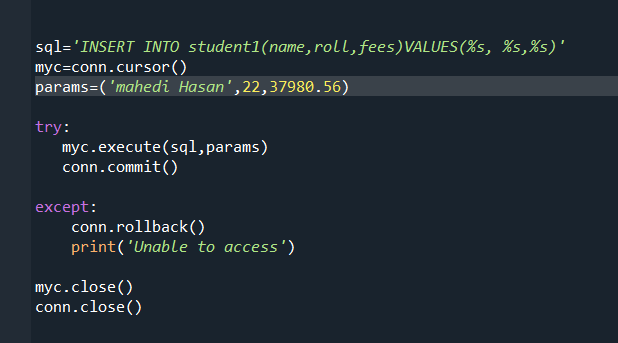 sql='INSERT INTO student1(name,roll,fees)VALUES(%s, %s,%s)'
myc=conn.cursor()
params=('mahedi Hasan',22,37980.56)
try:
myc.execute(sql,params)
conn.commit()
except:
conn.rollback()
print('Unable to access')
myc.close()
conn.close()